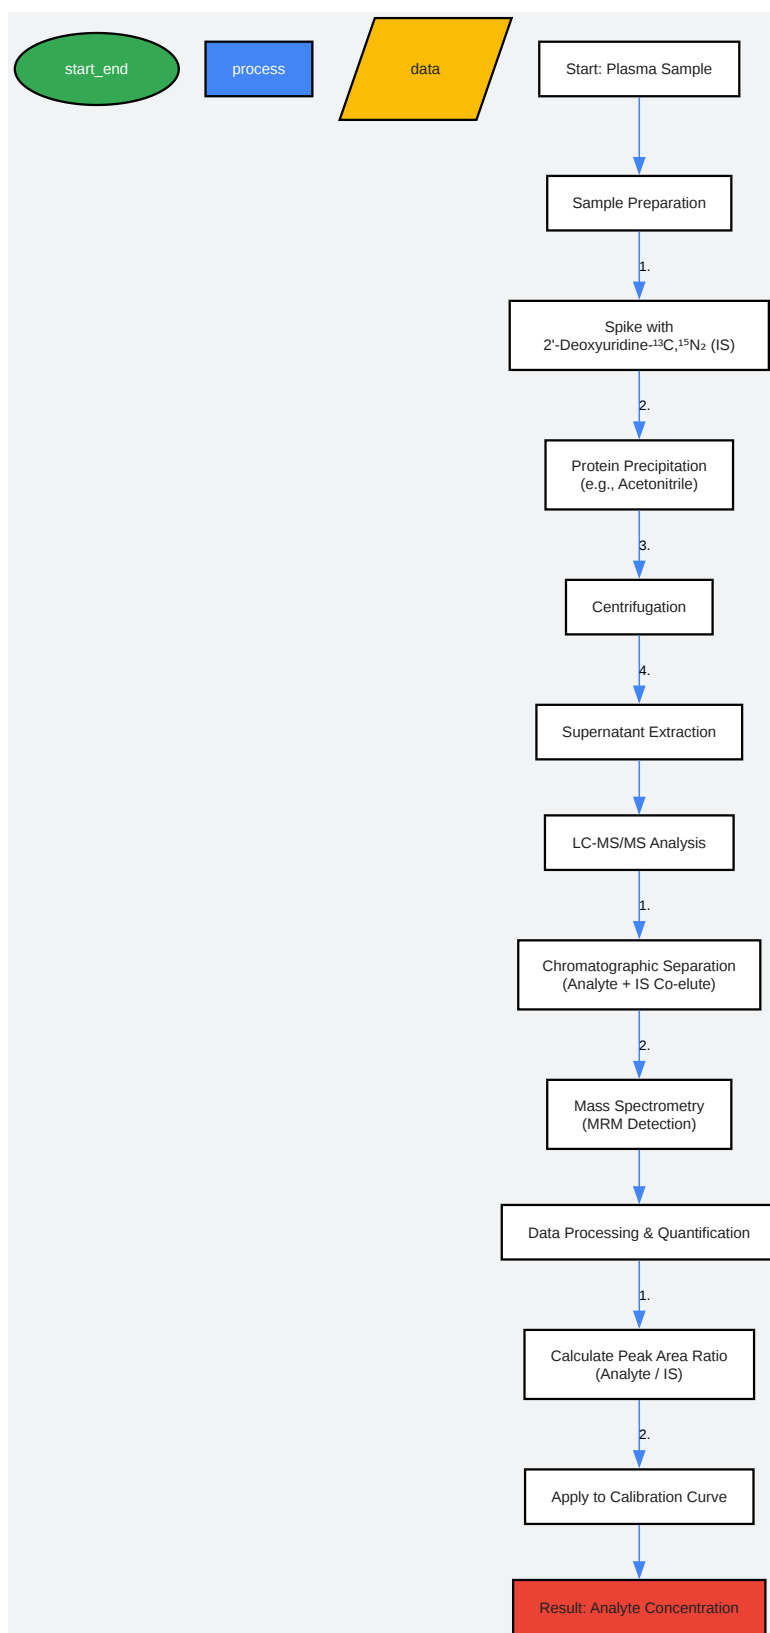 start_end
process
data
Start: Plasma Sample
Sample Preparation
1.
Spike with
2'-Deoxyuridine-¹³C,¹⁵N₂ (IS)
2.
Protein Precipitation
(e.g., Acetonitrile)
3.
Centrifugation
4.
Supernatant Extraction
LC-MS/MS Analysis
1.
Chromatographic Separation
(Analyte + IS Co-elute)
2.
Mass Spectrometry
(MRM Detection)
Data Processing & Quantification
1.
Calculate Peak Area Ratio
(Analyte / IS)
2.
Apply to Calibration Curve
Result: Analyte Concentration